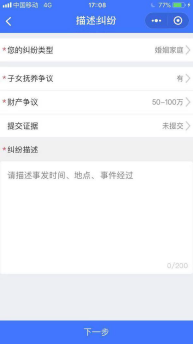 中国移动 4G 17:08 77%
描述纠纷
*您的纠纷类型 婚姻家庭
*子女抚养争议 有
*财产争议 50-100万
提交证据 未提交
*纠纷描述
请描述事发时间、地点、事件经过
0/200
下一步